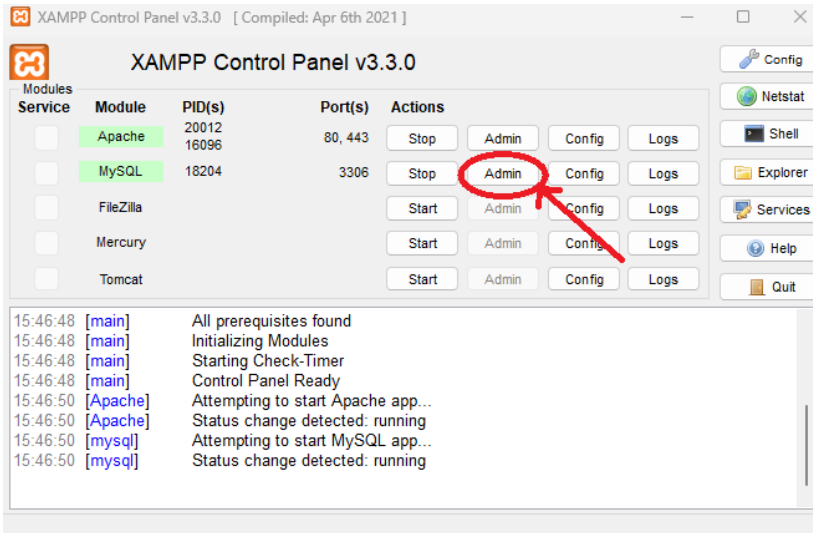 XAMPP Control Panel v3.3.0 [ Compiled: Apr 6th 2021 ]
XAMPP Control Panel v3.3.0
Config
Modules
Service Module PID(s) Port(s) Actions
Netstat
Apache 20012 16096 80, 443 Stop Admin Config Logs
Shell
MySQL 18204 3306 Stop Admin Config Logs
Explorer
FileZilla Start Admin Config Logs
Services
Mercury Start Admin Config Logs
Help
Tomcat Start Admin Config Logs
Quit
15:46:48 [main] All prerequisites found
15:46:48 [main] Initializing Modules
15:46:48 [main] Starting Check-Timer
15:46:48 [main] Control Panel Ready
15:46:50 [Apache] Attempting to start Apache app...
15:46:50 [Apache] Status change detected: running
15:46:50 [mysql] Attempting to start MySQL app...
15:46:50 [mysql] Status change detected: running